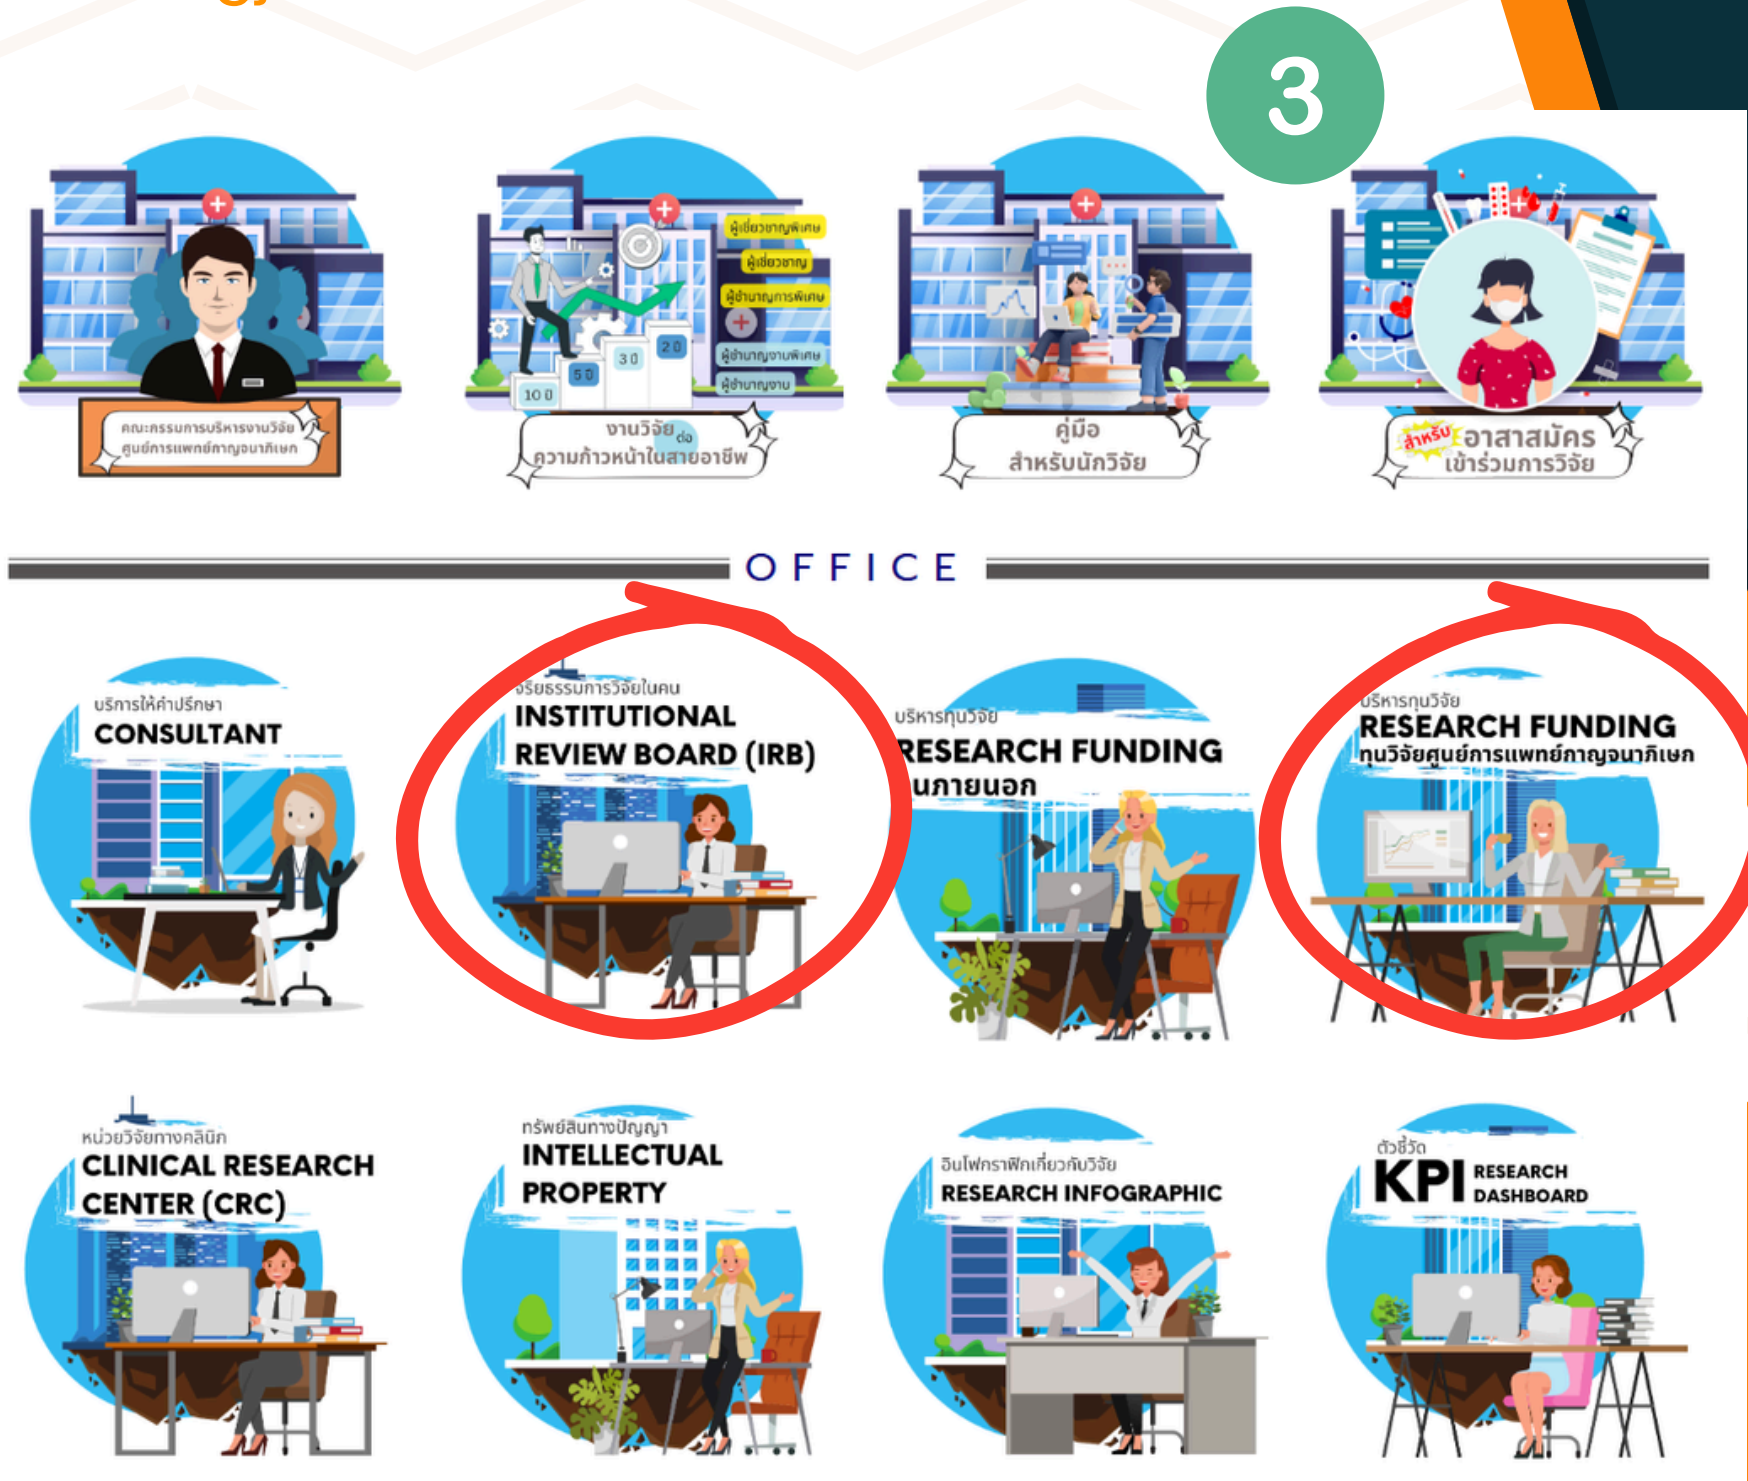 3
ผู้เชี่ยวชาญพิเศษ
ผู้เชี่ยวชาญ
ผู้ชำนาญการพิเศษ
ผู้ชำนาญงานพิเศษ
ผู้ชำนาญงาน
10 ปี
5 ปี
3 ปี
2 ปี
คณะกรรมการบริหารงานวิจัย
ศูนย์การแพทย์กาญจนาภิเษก
งานวิจัย ต่อ
ความก้าวหน้าในสายอาชีพ
คู่มือ
สำหรับนักวิจัย
สำหรับ อาสาสมัคร
เข้าร่วมการวิจัย
OFFICE
บริการให้คำปรึกษา
CONSULTANT
จริยธรรมการวิจัยในคน
INSTITUTIONAL
REVIEW BOARD (IRB)
บริหารทุนวิจัย
RESEARCH FUNDING
นภายนอก
บริหารทุนวิจัย
RESEARCH FUNDING
ทุนวิจัยศูนย์การแพทย์กาญจนาภิเษก
หน่วยวิจัยทางคลินิก
CLINICAL RESEARCH
CENTER (CRC)
ทรัพย์สินทางปัญญา
INTELLECTUAL
PROPERTY
อินโฟกราฟิกเกี่ยวกับวิจัย
RESEARCH INFOGRAPHIC
ตัวชี้วัด
KPI RESEARCH
DASHBOARD